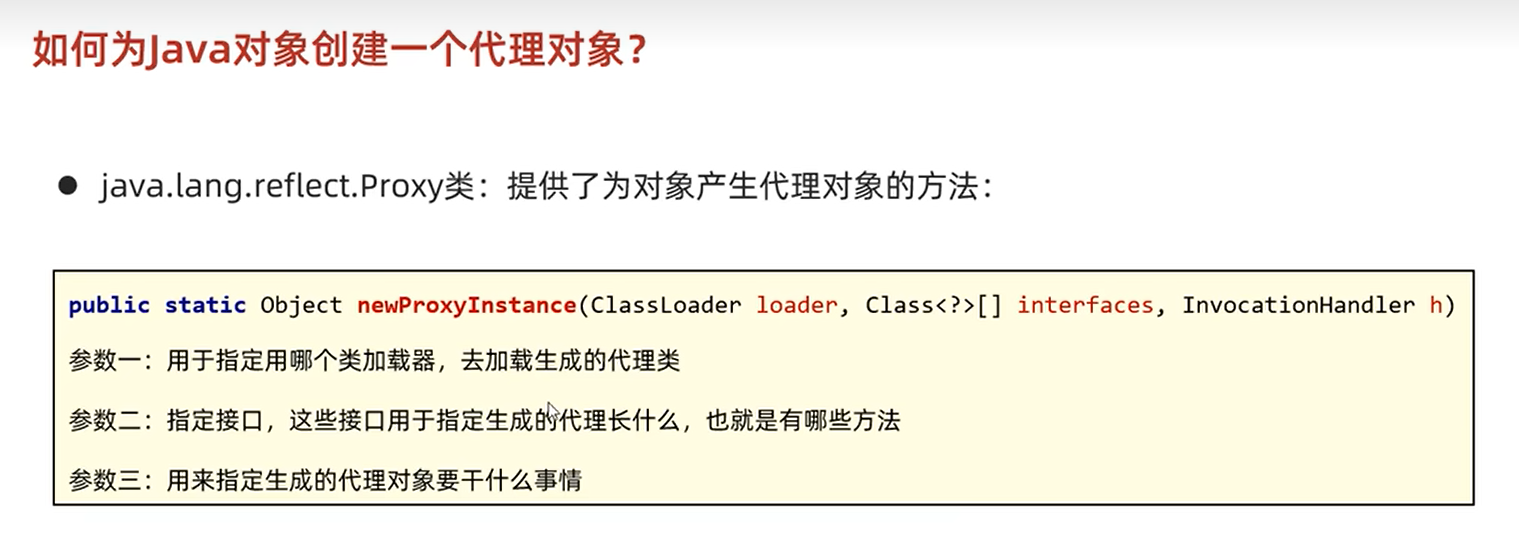 如何为Java对象创建一个代理对象？
● java.lang.reflect.Proxy类：提供了为对象产生代理对象的方法：
public static Object newProxyInstance(ClassLoader loader, Class<?>[] interfaces, InvocationHandler h)
参数一：用于指定用哪个类加载器，去加载生成的代理类
参数二：指定接口，这些接口用于指定生成的代理长什么，也就是有哪些方法
参数三：用来指定生成的代理对象要干什么事情